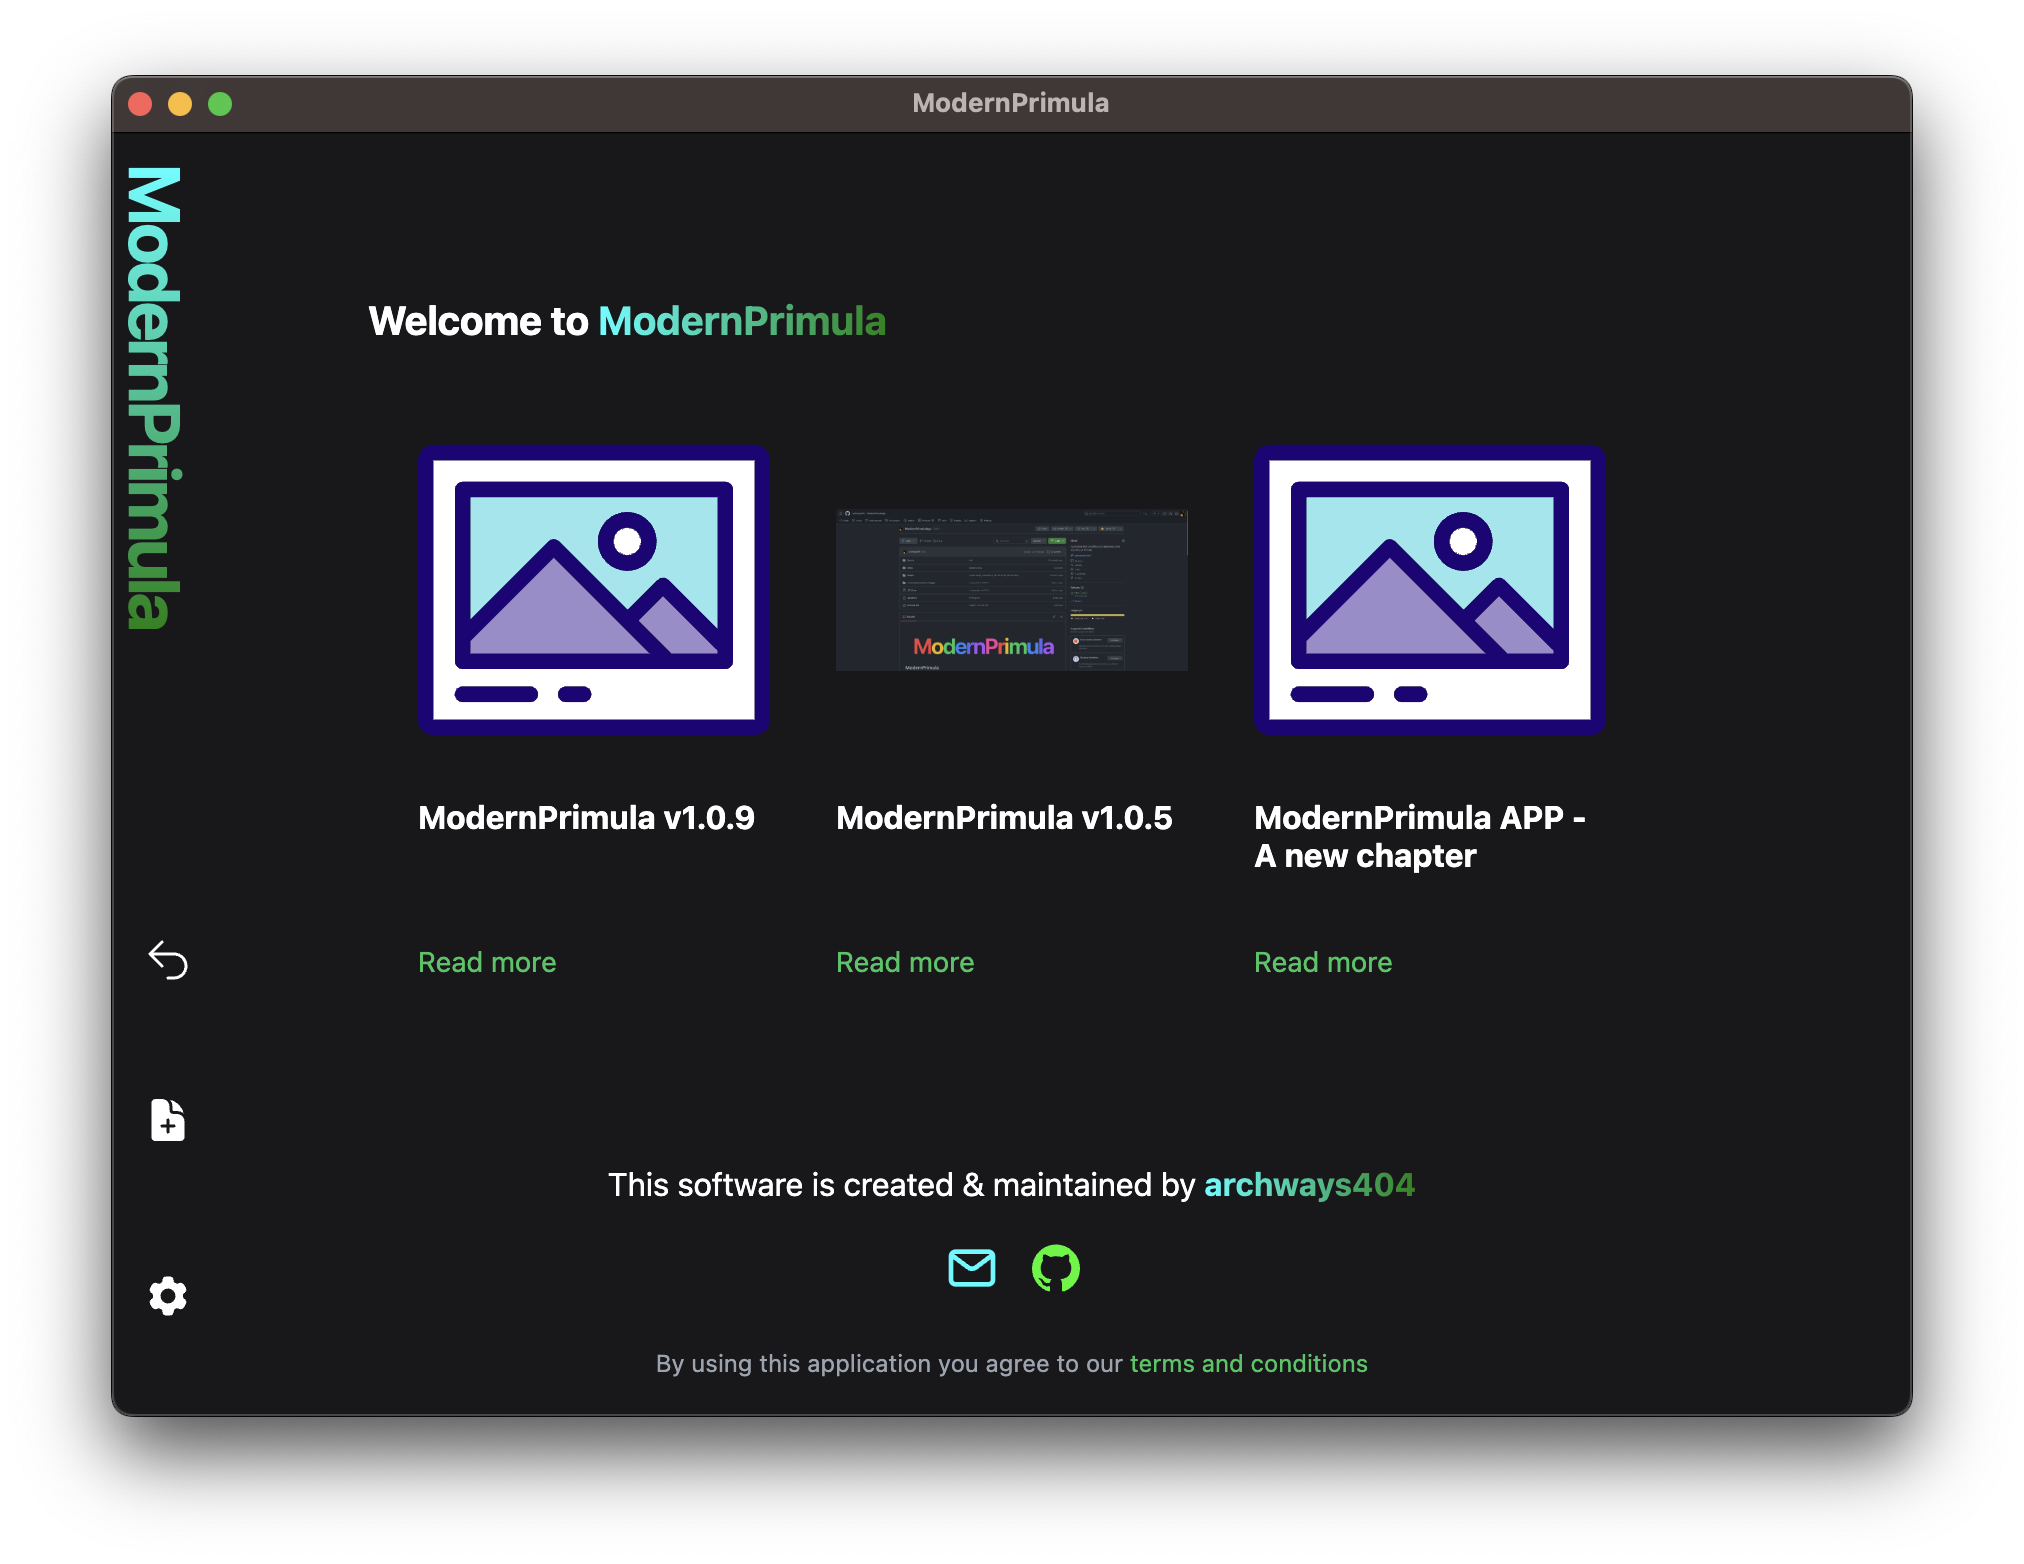 ModernPrimula
ModernPrimula
Welcome to ModernPrimula
ModernPrimula
ModernPrimula v1.0.9
ModernPrimula v1.0.5
ModernPrimula APP -
A new chapter
Read more
Read more
Read more
This software is created & maintained by archways404
By using this application you agree to our terms and conditions